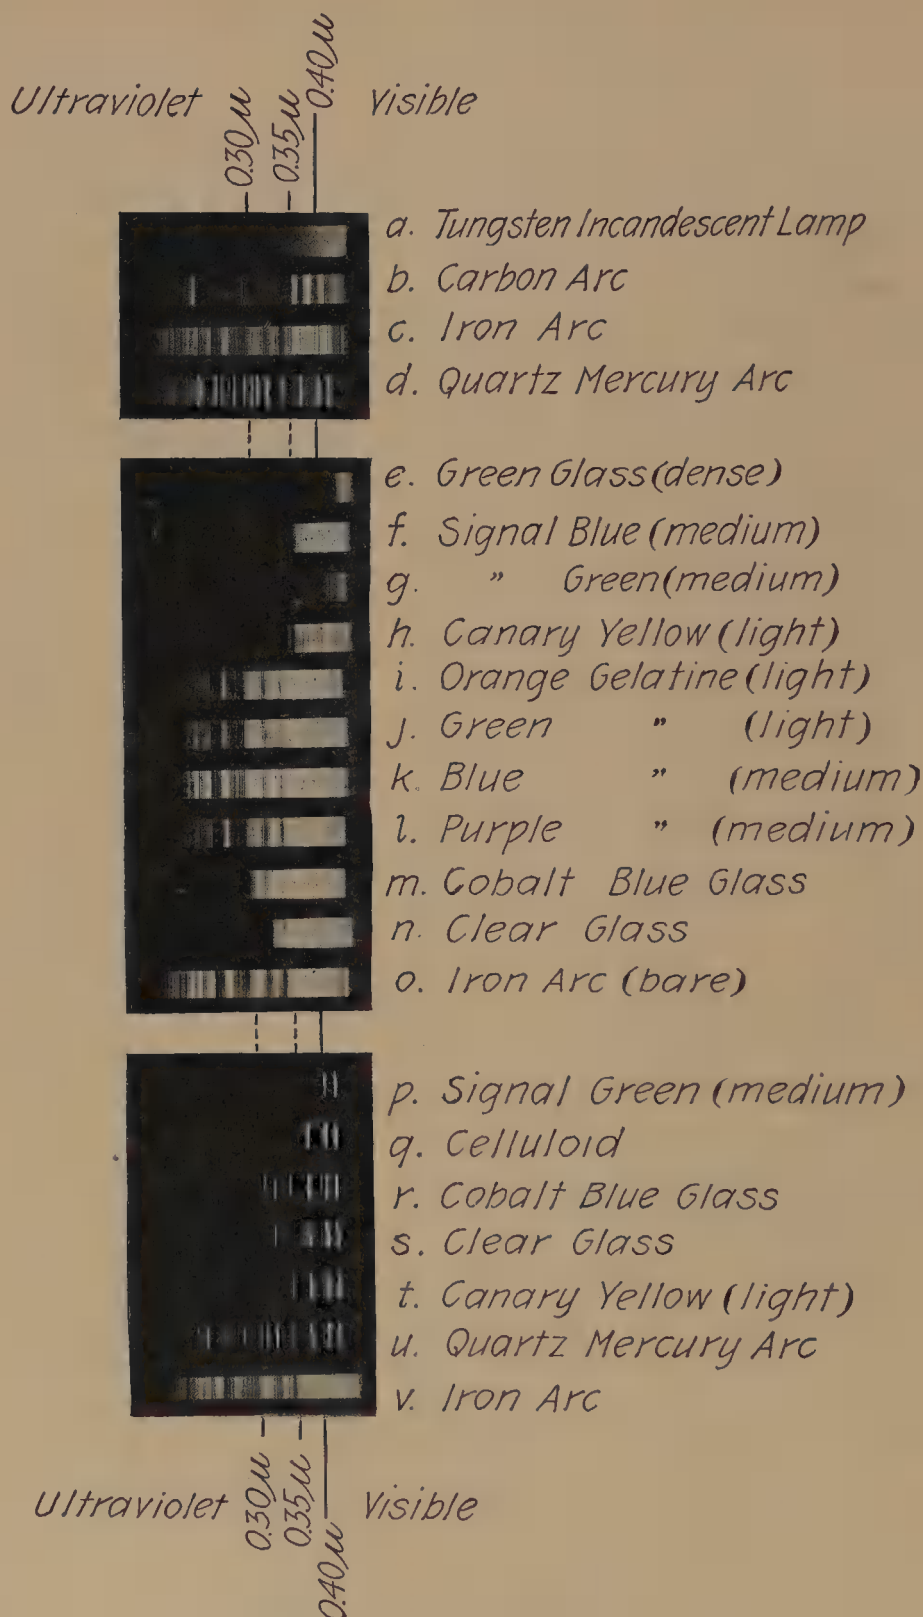 Ultraviolet 0.30μ 0.35μ 0.40μ Visible
a. Tungsten Incandescent Lamp
b. Carbon Arc
c. Iron Arc
d. Quartz Mercury Arc
e. Green Glass (dense)
f. Signal Blue (medium)
g. " Green (medium)
h. Canary Yellow (light)
i. Orange Gelatine (light)
j. Green " (light)
k. Blue " (medium)
l. Purple " (medium)
m. Cobalt Blue Glass
n. Clear Glass
o. Iron Arc (bare)
p. Signal Green (medium)
q. Celluloid
r. Cobalt Blue Glass
s. Clear Glass
t. Canary Yellow (light)
u. Quartz Mercury Arc
v. Iron Arc
Ultraviolet 0.30μ 0.35μ 0.40μ Visible